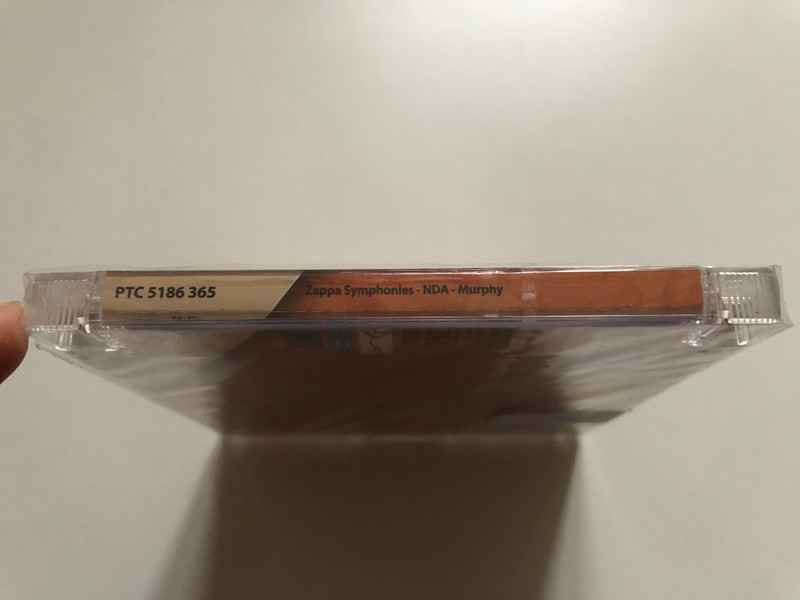 PTC 5186 365
Zappa Symphonies - NDA - Murphy